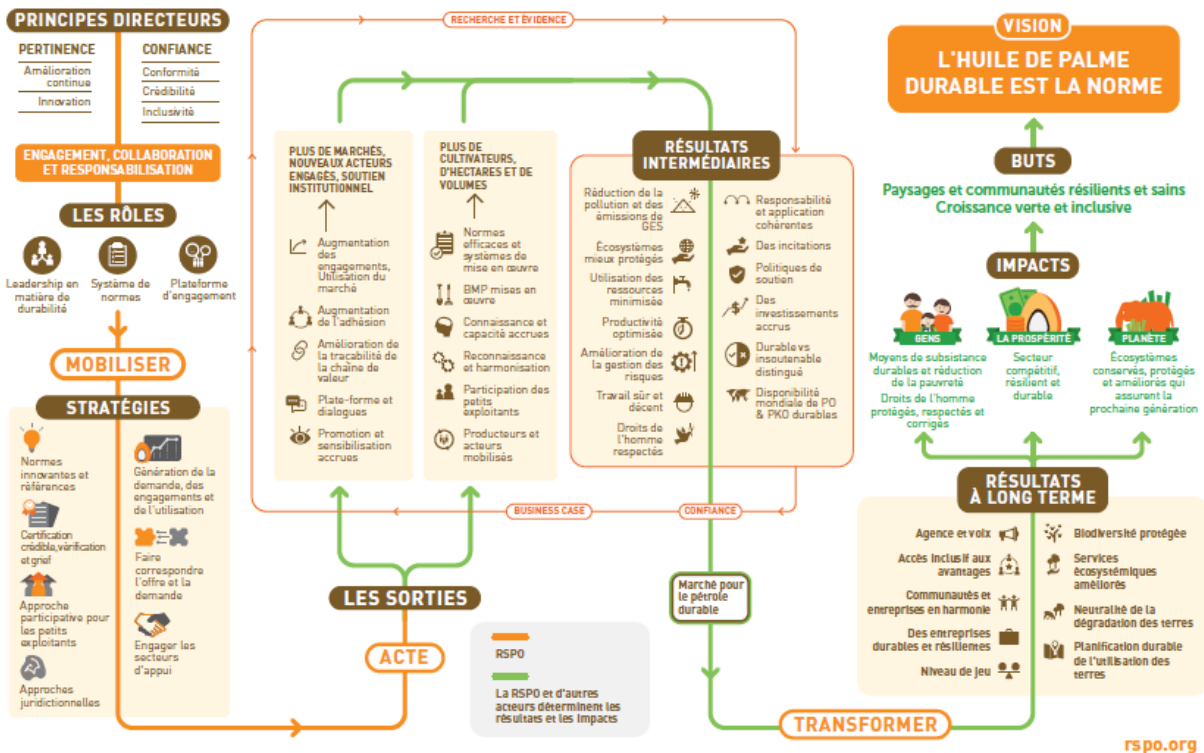 PRINCIPES DIRECTEURS
PERTINENCE
Amélioration
continue
Innovation
CONFIANCE
Conformité
Crédibilité
Inclusivité
ENGAGEMENT, COLLABORATION
ET RESPONSABILISATION
LES RÔLES
Leadership en
matière de
durabilité
Système de
normes
Plateforme
d'engagement
MOBILISER
STRATÉGIES
Normes
innovantes et
références
Certification
crédible, vérification
et grief
Approche
participative pour
les petits
exploitants
Approches
juridictionnelles
Génération de la
demande, des
engagements et
de l'utilisation
Faire
correspondre
l'offre et la
demande
Engager les
secteurs
d'appui
RECHERCHE ET ÉVIDENCE
PLUS DE MARCHÉS,
NOUVEAUX ACTEURS
ENGAGÉS, SOUTIEN
INSTITUTIONNEL
Augmentation
des
engagements,
Utilisation du
marché
Augmentation
de l'adhésion
Amélioration de
la traçabilité de
la chaîne de
valeur
Plate-forme et
dialogues
Promotion et
sensibilisation
accrues
PLUS DE
CULTIVATEURS,
D'HECTARES ET DE
VOLUMES
Normes
efficaces et
systèmes de
mise en œuvre
BMP mises en
œuvre
Connaissance et
capacité accrues
Reconnaissance
et harmonisation
Participation des
petits
exploitants
Producteurs et
acteurs
mobilisés
RÉSULTATS
INTERMÉDIAIRES
Réduction de la
pollution et des
émissions de
GES
Écosystèmes
mieux protégés
Utilisation des
ressources
minimisée
Productivité
optimisée
Amélioration de
la gestion des
risques
Travail sûr et
décent
Droits de
l'homme
respectés
Responsabilité
et application
cohérentes
Des incitations
Politiques de
soutien
Des
investissements
accrus
Durable vs
insoutenable
distingué
Disponibilité
mondiale de PO
& PKO durables
BUSINESS CASE
CONFIANCE
LES SORTIES
ACTE
RSPO
La RSPO et d'autres
acteurs déterminent les
résultats et les impacts
Marché pour
le pétrole
durable
TRANSFORMER
VISION
L'HUILE DE PALME
DURABLE EST LA NORME
BUTS
Paysages et communautés résilients et sains
Croissance verte et inclusive
IMPACTS
GENS
Moyens de subsistance
durables et réduction
de la pauvreté
Droits de l'homme
protégés, respectés et
corrigés
LA PROSPÉRITÉ
Secteur
compétitif,
résilient et
durable
PLANÈTE
Écosystèmes
conservés, protégés
et améliorés qui
assurent la
prochaine génération
RÉSULTATS
À LONG TERME
Agence et voix
Accès inclusif aux
avantages
Communautés et
entreprises en harmonie
Des entreprises
durables et résilientes
Niveau de jeu
Biodiversité protégée
Services
écosystémiques
améliorés
Neutralité de la
dégradation des terres
Planification durable
de l'utilisation des
terres
rspo.org